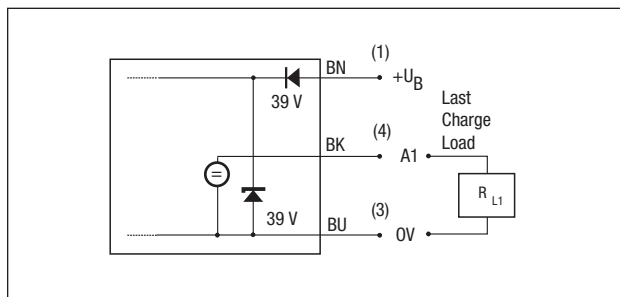 (1)
BN
+UB
39 V
Last
Charge
Load
(4)
BK
A1
=
R L1
39 V
(3)
BU
0V